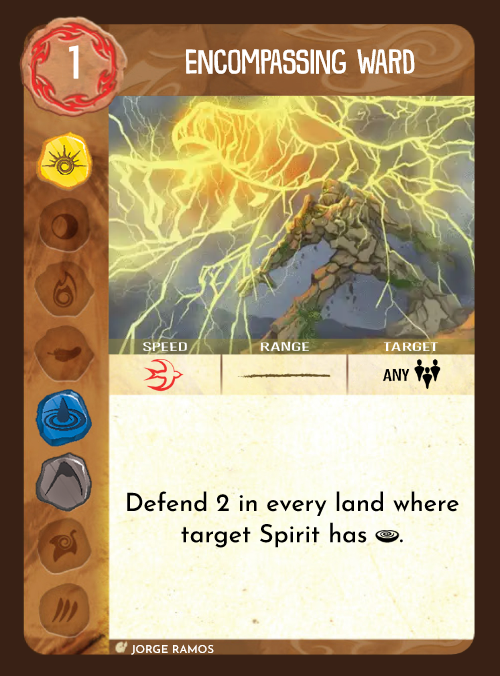 1
ENCOMPASSING WARD
SPEED RANGE TARGET
ANY
Defend 2 in every land where
target Spirit has .
JORGE RAMOS